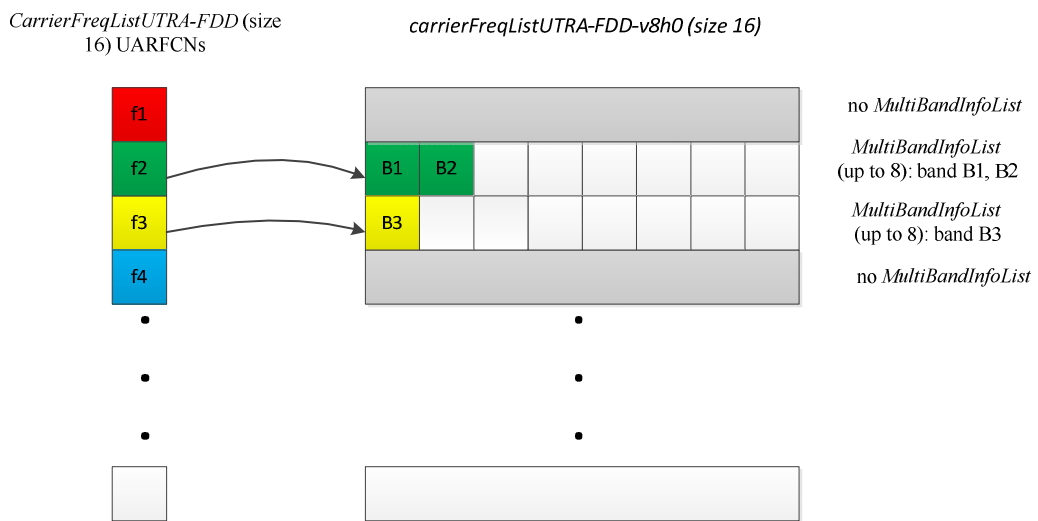 CarrierFreqListUTRA-FDD (size
16) UARFCNs
carrierFreqListUTRA-FDD-v8h0 (size 16)
f1
no MultiBandInfoList
f2
B1
B2
MultiBandInfoList
(up to 8): band B1, B2
f3
B3
MultiBandInfoList
(up to 8): band B3
f4
no MultiBandInfoList